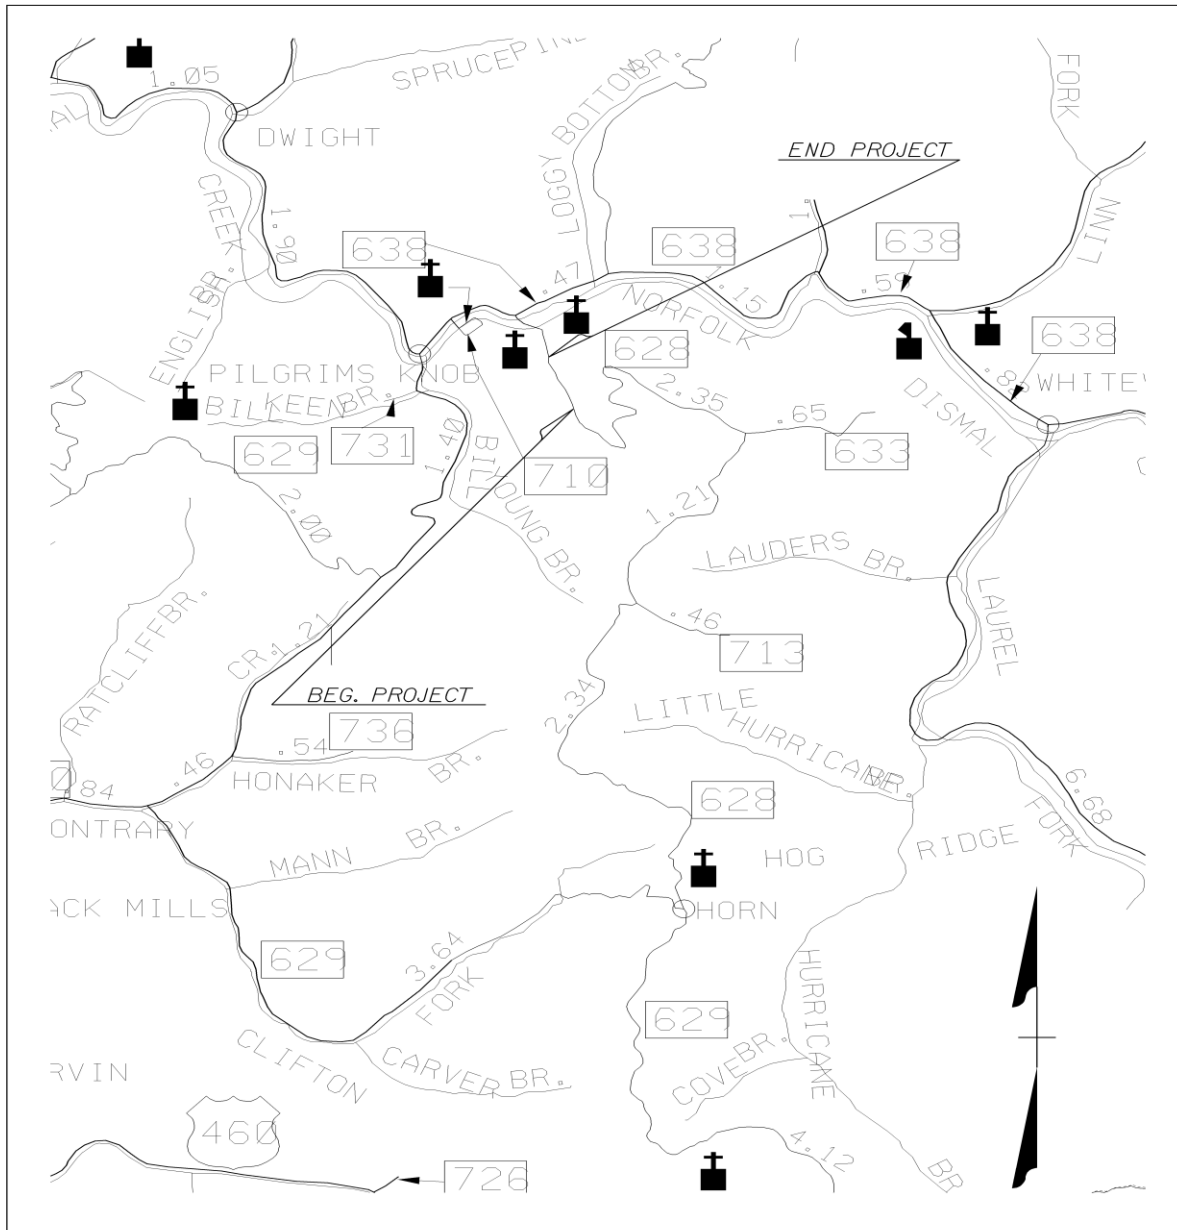 1.05
SPRUCEPINE
BR.
FORK
DWIGHT
LOGGY BOTTOM
END PROJECT
CREEK
1.90
LINN
638
638
638
1.
.47
1.15
.59
NORFOLK
ENGLISH
BR.
628
638
PILGRIMS KNOB
KEEN BR.
BILL
2.35
.8
WHITE
DISMAL
.65
629
731
1.40
BILL
YOUNG BR.
710
633
2.00
1.21
LAUDERS BR.
RATCLIFF BR.
LAUREL
.46
CR.
1.21
713
BEG. PROJECT
736
2.34
LITTLE
HURRICANE
BR.
.54
.46
.84
HONAKER BR.
6.68
628
ONTRARY
MANN BR.
HOG
RIDGE
FORK
ACK MILLS
HORN
629
3.64
FORK
HURRICANE
629
CLIFTON
CARVER BR.
COVE BR.
RVIN
460
4.12
726
BR